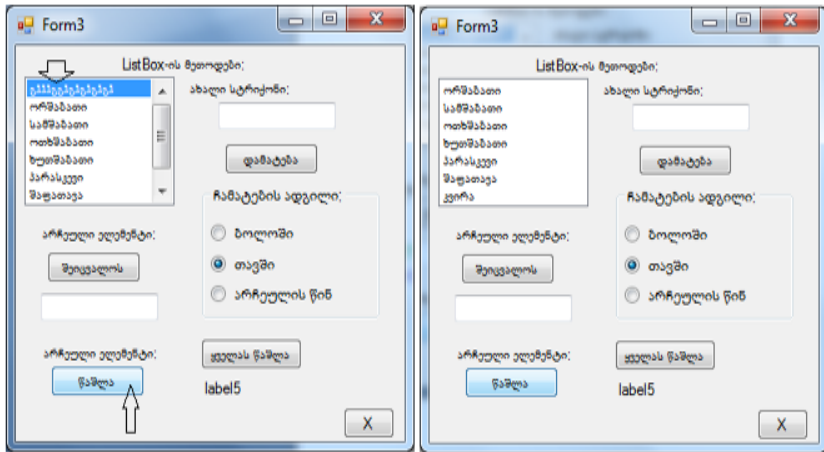 Form3
ListBox-ის მეთოდები:
ორშაბათი
სამშაბათი
ოთხშაბათი
ხუთშაბათი
პარასკევი
შაფათავა
ახალი სტრიქონი:
დამატება
ჩამატების ადგილი:
ბოლოში
თავში
არჩეულის წინ
არჩეული ელემენტი:
შეიცვალოს
არჩეული ელემენტი:
წაშლა
ყველას წაშლა
label5
X
Form3
ListBox-ის მეთოდები:
ორშაბათი
სამშაბათი
ოთხშაბათი
ხუთშაბათი
პარასკევი
შაფათავა
კვირა
ახალი სტრიქონი:
დამატება
ჩამატების ადგილი:
ბოლოში
თავში
არჩეულის წინ
არჩეული ელემენტი:
შეიცვალოს
არჩეული ელემენტი:
წაშლა
ყველას წაშლა
label5
X